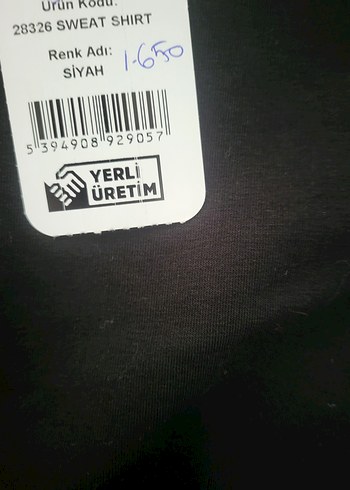 Ürün Kodu:
28326 SWEAT SHIRT
Renk Adı:
SİYAH
1.650
5 394908 929057
YERLİ
ÜRETİM